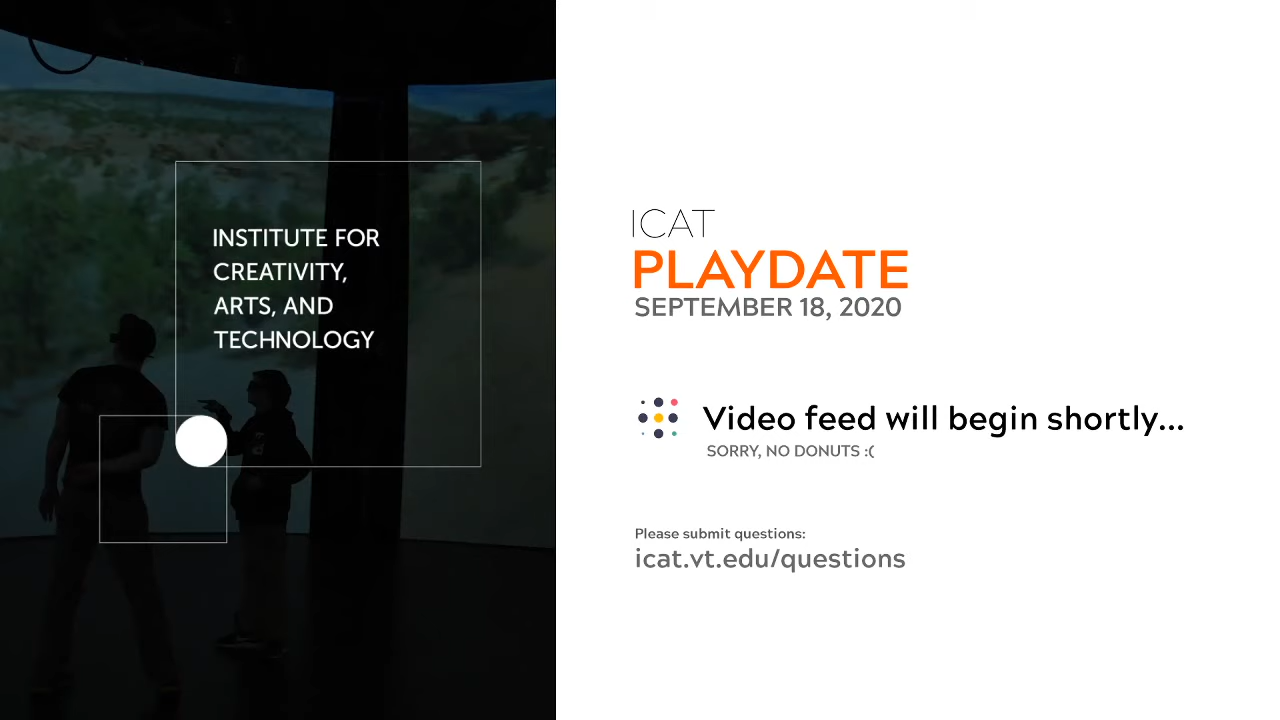 INSTITUTE FOR
CREATIVITY,
ARTS, AND
TECHNOLOGY
ICAT
PLAYDATE
SEPTEMBER 18, 2020
Video feed will begin shortly...
SORRY, NO DONUTS :(
Please submit questions:
icat.vt.edu/questions